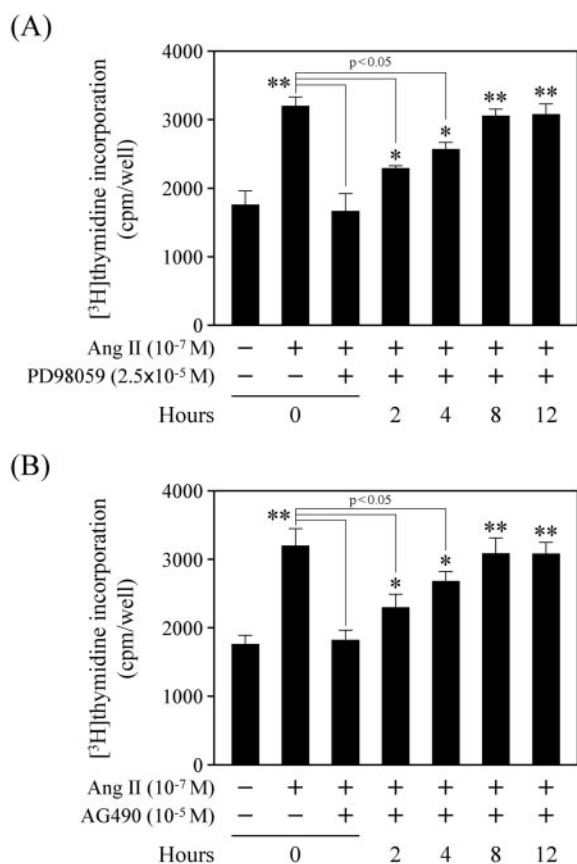 (A)
[³H]thymidine incorporation
(cpm/well)
4000
3000
2000
1000
0
p<0.05
** * * ** **
Ang II (10⁻⁷ M) − + + + + + +
PD98059 (2.5x10⁻⁵ M) − − + + + + +
Hours 0 2 4 8 12
(B)
[³H]thymidine incorporation
(cpm/well)
4000
3000
2000
1000
0
p<0.05
** * * ** **
Ang II (10⁻⁷ M) − + + + + + +
AG490 (10⁻⁵ M) − − + + + + +
Hours 0 2 4 8 12